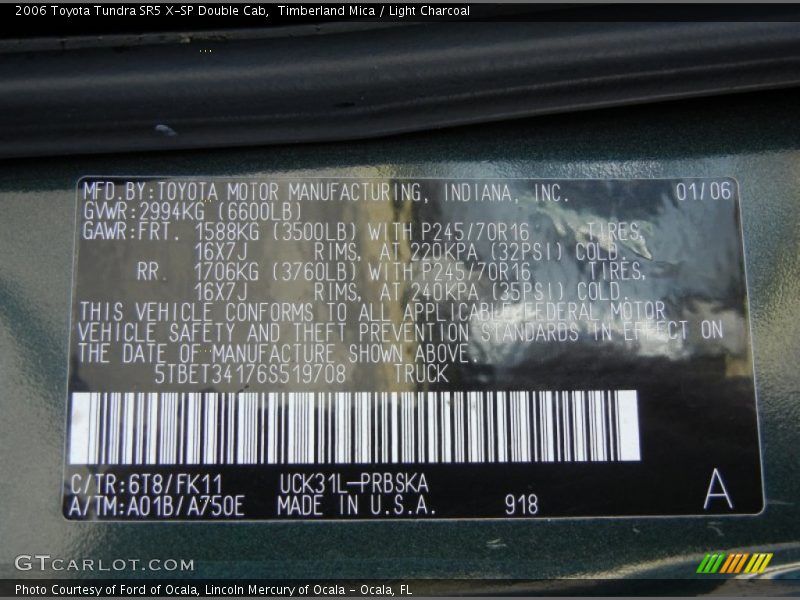 2006 Toyota Tundra SR5 X-SP Double Cab, Timberland Mica / Light Charcoal
MFD BY:TOYOTA MOTOR MANUFACTURING, INDIANA, INC. 01/06
GVWR:2994KG (6600LB)
GAWR:FRT. 1588KG (3500LB) WITH P245/70R16 TIRES,
16X7J RIMS, AT 220KPA (32PSI) COLD.
RR. 1706KG (3760LB) WITH P245/70R16 TIRES,
16X7J RIMS, AT 240KPA (35PSI) COLD.
THIS VEHICLE CONFORMS TO ALL APPLICABLE FEDERAL MOTOR
VEHICLE SAFETY AND THEFT PREVENTION STANDARDS IN EFFECT ON
THE DATE OF MANUFACTURE SHOWN ABOVE.
5TBET34176S519708 TRUCK
C/TR:6T8/FK11 UCK31L-PRBSKA
A/TM:A01B/A750E MADE IN U.S.A. 918 A
GTCARLOT.COM
Photo Courtesy of Ford of Ocala, Lincoln Mercury of Ocala - Ocala, FL